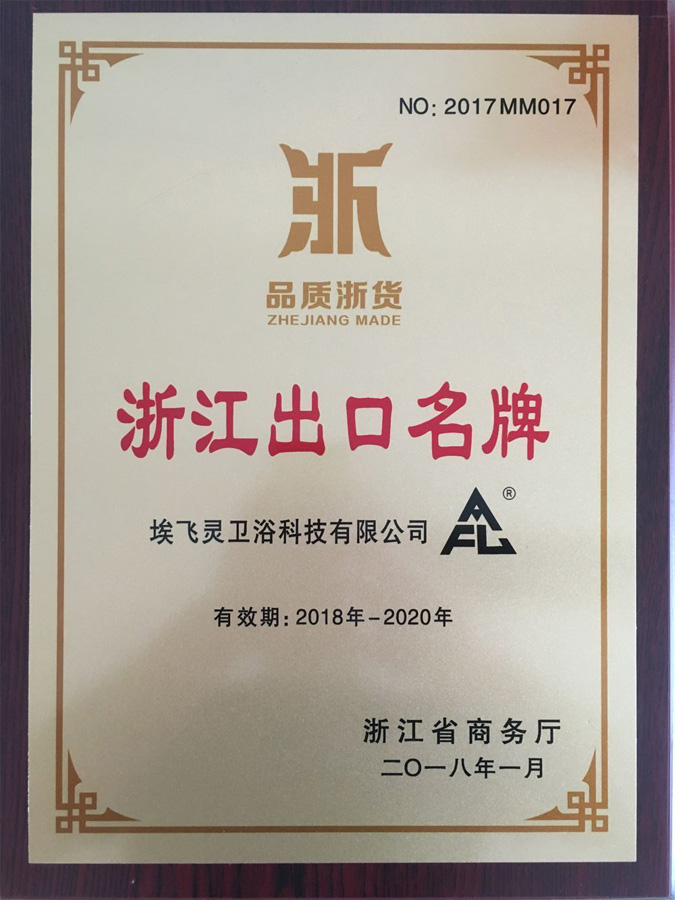 NO: 2017MM017
浙
品质浙货
ZHEJIANG MADE
浙江出口名牌
埃飞灵卫浴科技有限公司 AFL®
有效期: 2018年-2020年
浙江省商务厅
二〇一八年一月